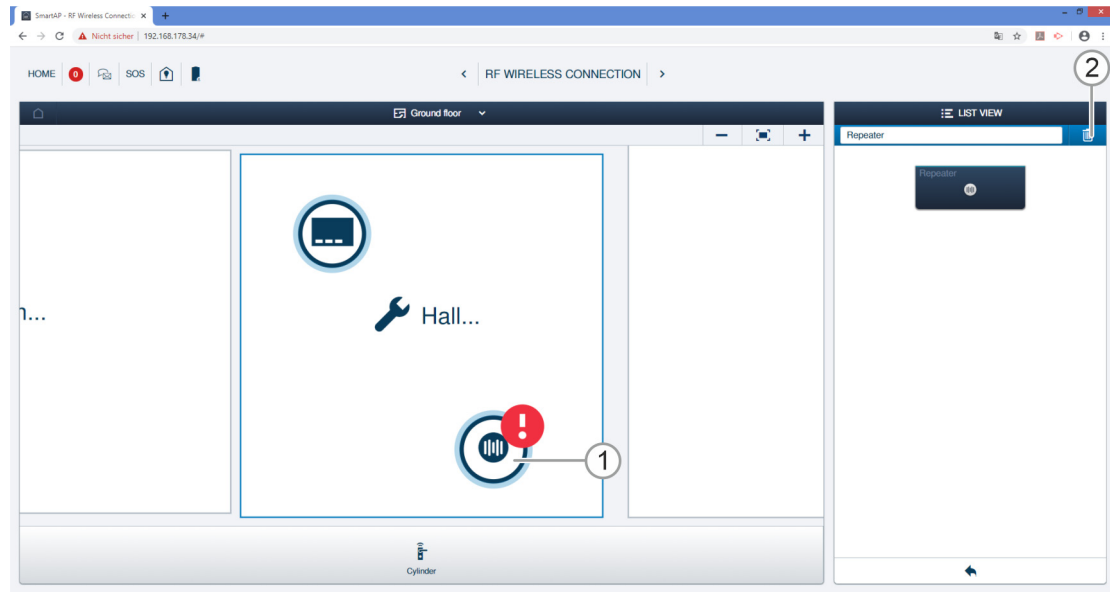 SmartAP - RF Wireless Connectic
Nicht sicher | 192.168.178.34/#
HOME 0 SOS RF WIRELESS CONNECTION
2
Ground floor
LIST VIEW
Repeater
Repeater
n...
Hall...
1
Cylinder